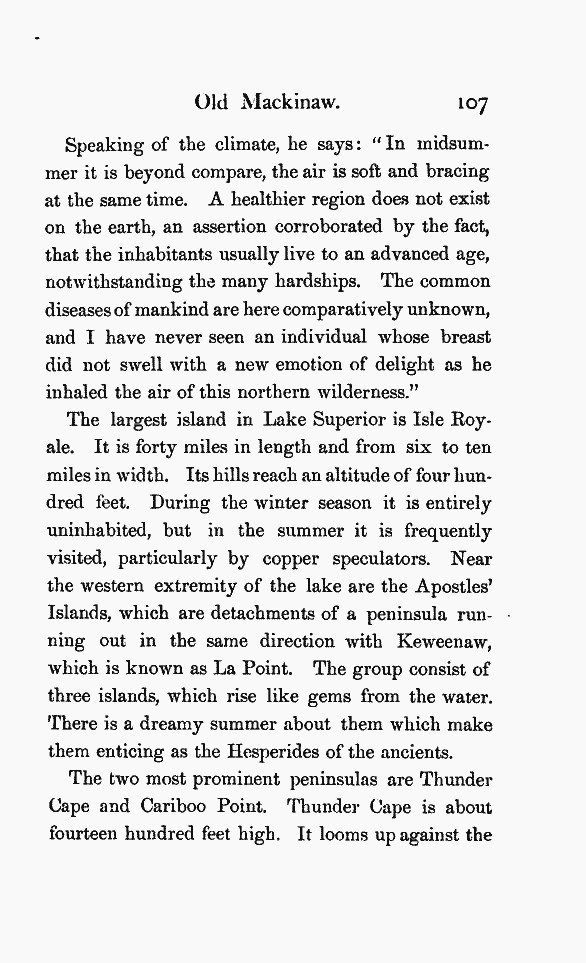 Old Mackinaw. 107
Speaking of the climate, he says: "In midsum-
mer it is beyond compare, the air is soft and bracing
at the same time. A healthier region does not exist
on the earth, an assertion corroborated by the fact,
that the inhabitants usually live to an advanced age,
notwithstanding the many hardships. The common
diseases of mankind are here comparatively unknown,
and I have never seen an individual whose breast
did not swell with a new emotion of delight as he
inhaled the air of this northern wilderness."
The largest island in Lake Superior is Isle Roy-
ale. It is forty miles in length and from six to ten
miles in width. Its hills reach an altitude of four hun-
dred feet. During the winter season it is entirely
uninhabited, but in the summer it is frequently
visited, particularly by copper speculators. Near
the western extremity of the lake are the Apostles'
Islands, which are detachments of a peninsula run-
ning out in the same direction with Keweenaw,
which is known as La Point. The group consist of
three islands, which rise like gems from the water.
There is a dreamy summer about them which make
them enticing as the Hesperides of the ancients.
The two most prominent peninsulas are Thunder
Cape and Cariboo Point. Thunder Cape is about
fourteen hundred feet high. It looms up against the